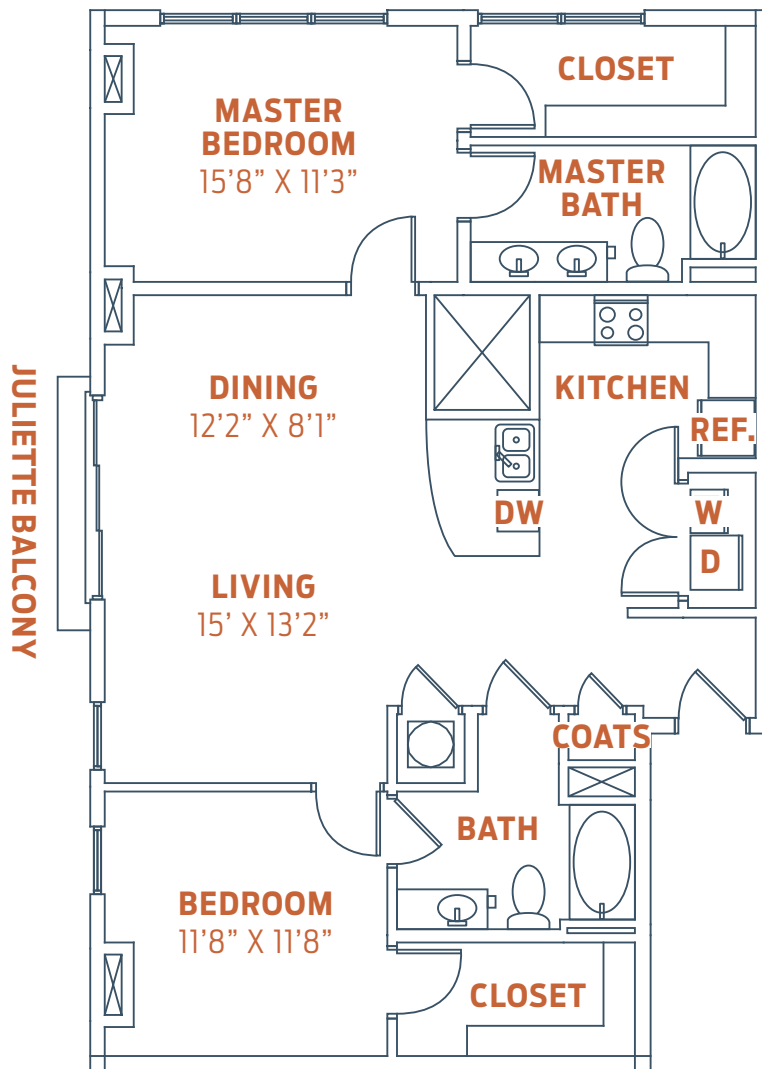 CLOSET
MASTER
BEDROOM
15’8” X 11’3”
MASTER
BATH
DINING
12’2” X 8’1”
KITCHEN
REF.
JULIETTE BALCONY
DW
W
D
LIVING
15’ X 13’2”
COATS
BATH
BEDROOM
11’8” X 11’8”
CLOSET